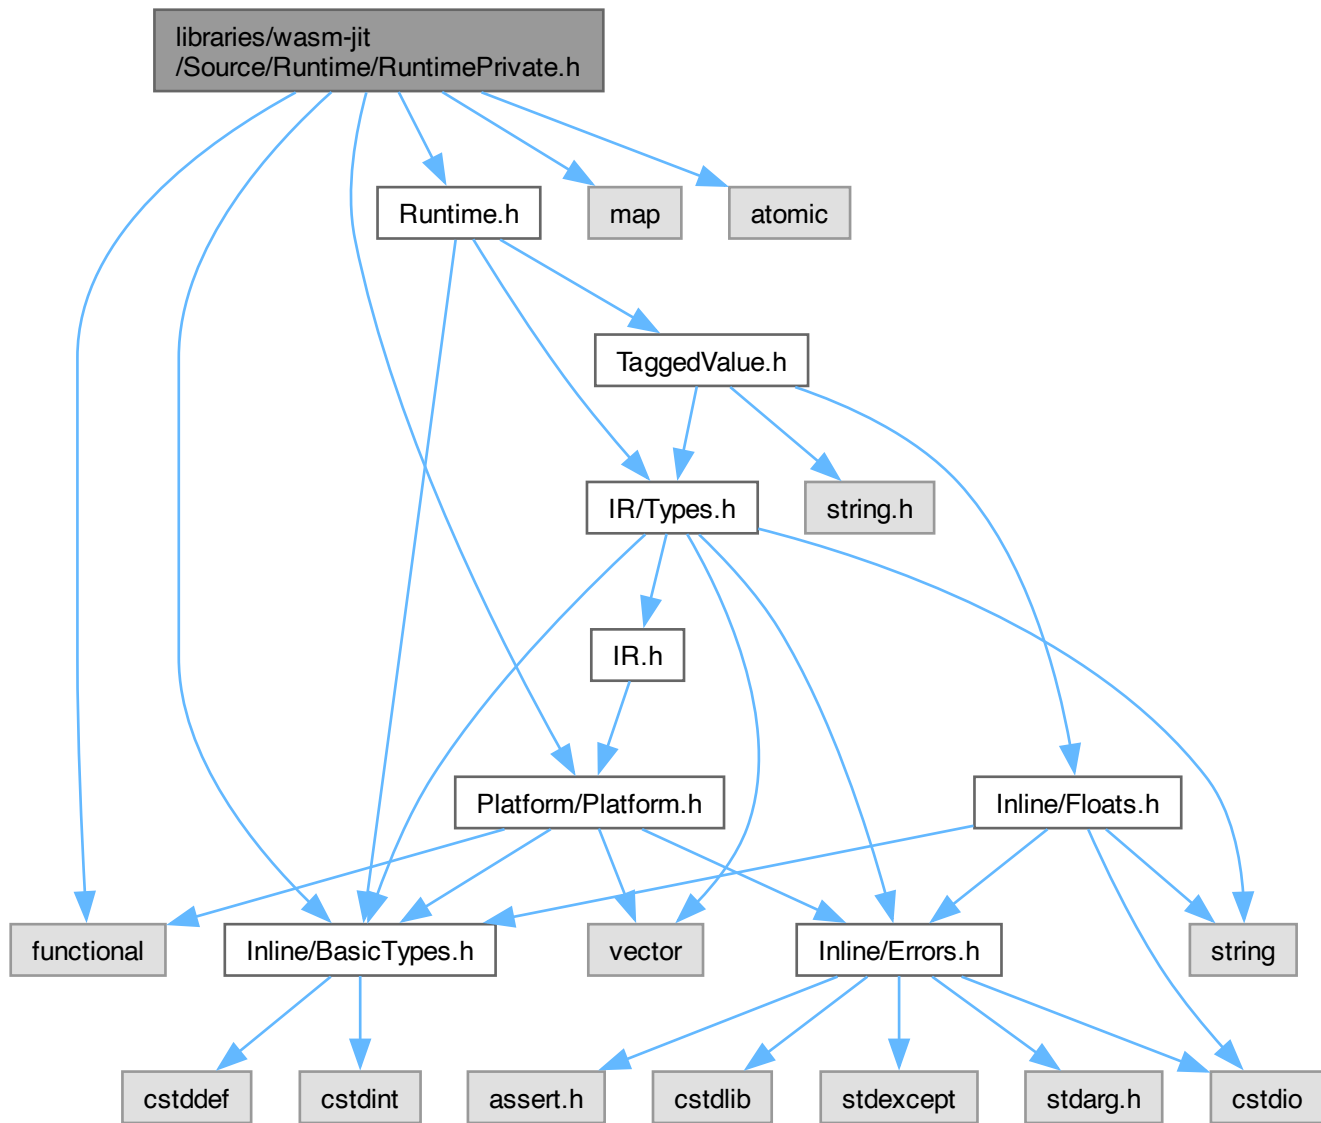 libraries/wasm-jit
/Source/Runtime/RuntimePrivate.h
Runtime.h
map
atomic
TaggedValue.h
IR/Types.h
string.h
IR.h
Platform/Platform.h
Inline/Floats.h
functional
Inline/BasicTypes.h
vector
Inline/Errors.h
string
cstddef
cstdint
assert.h
cstdlib
stdexcept
stdarg.h
cstdio